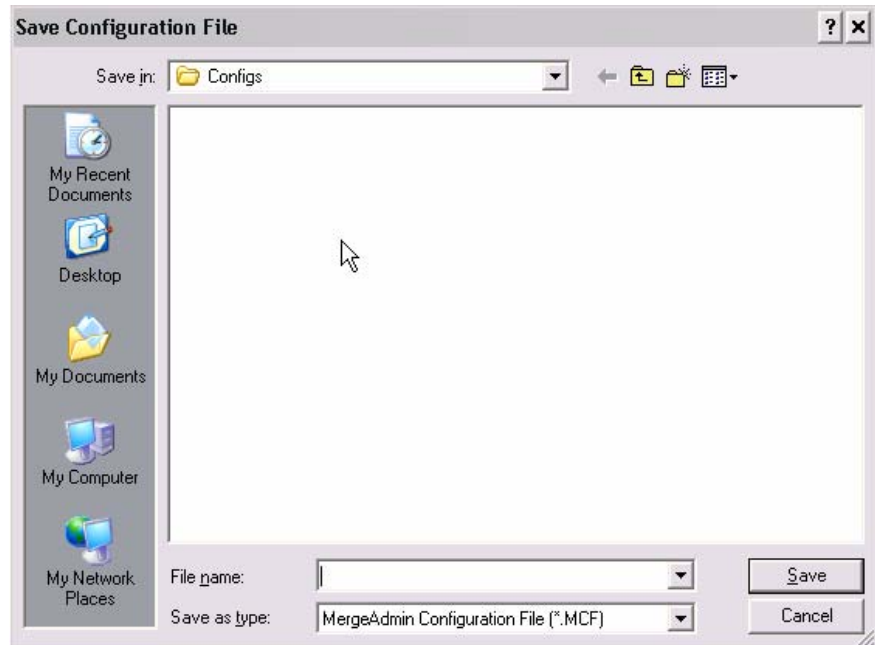 Save Configuration File
Save in:
Configs
My Recent
Documents
Desktop
My Documents
My Computer
My Network
Places
File name:
Save
Save as type:
MergeAdmin Configuration File (*.MCF)
Cancel